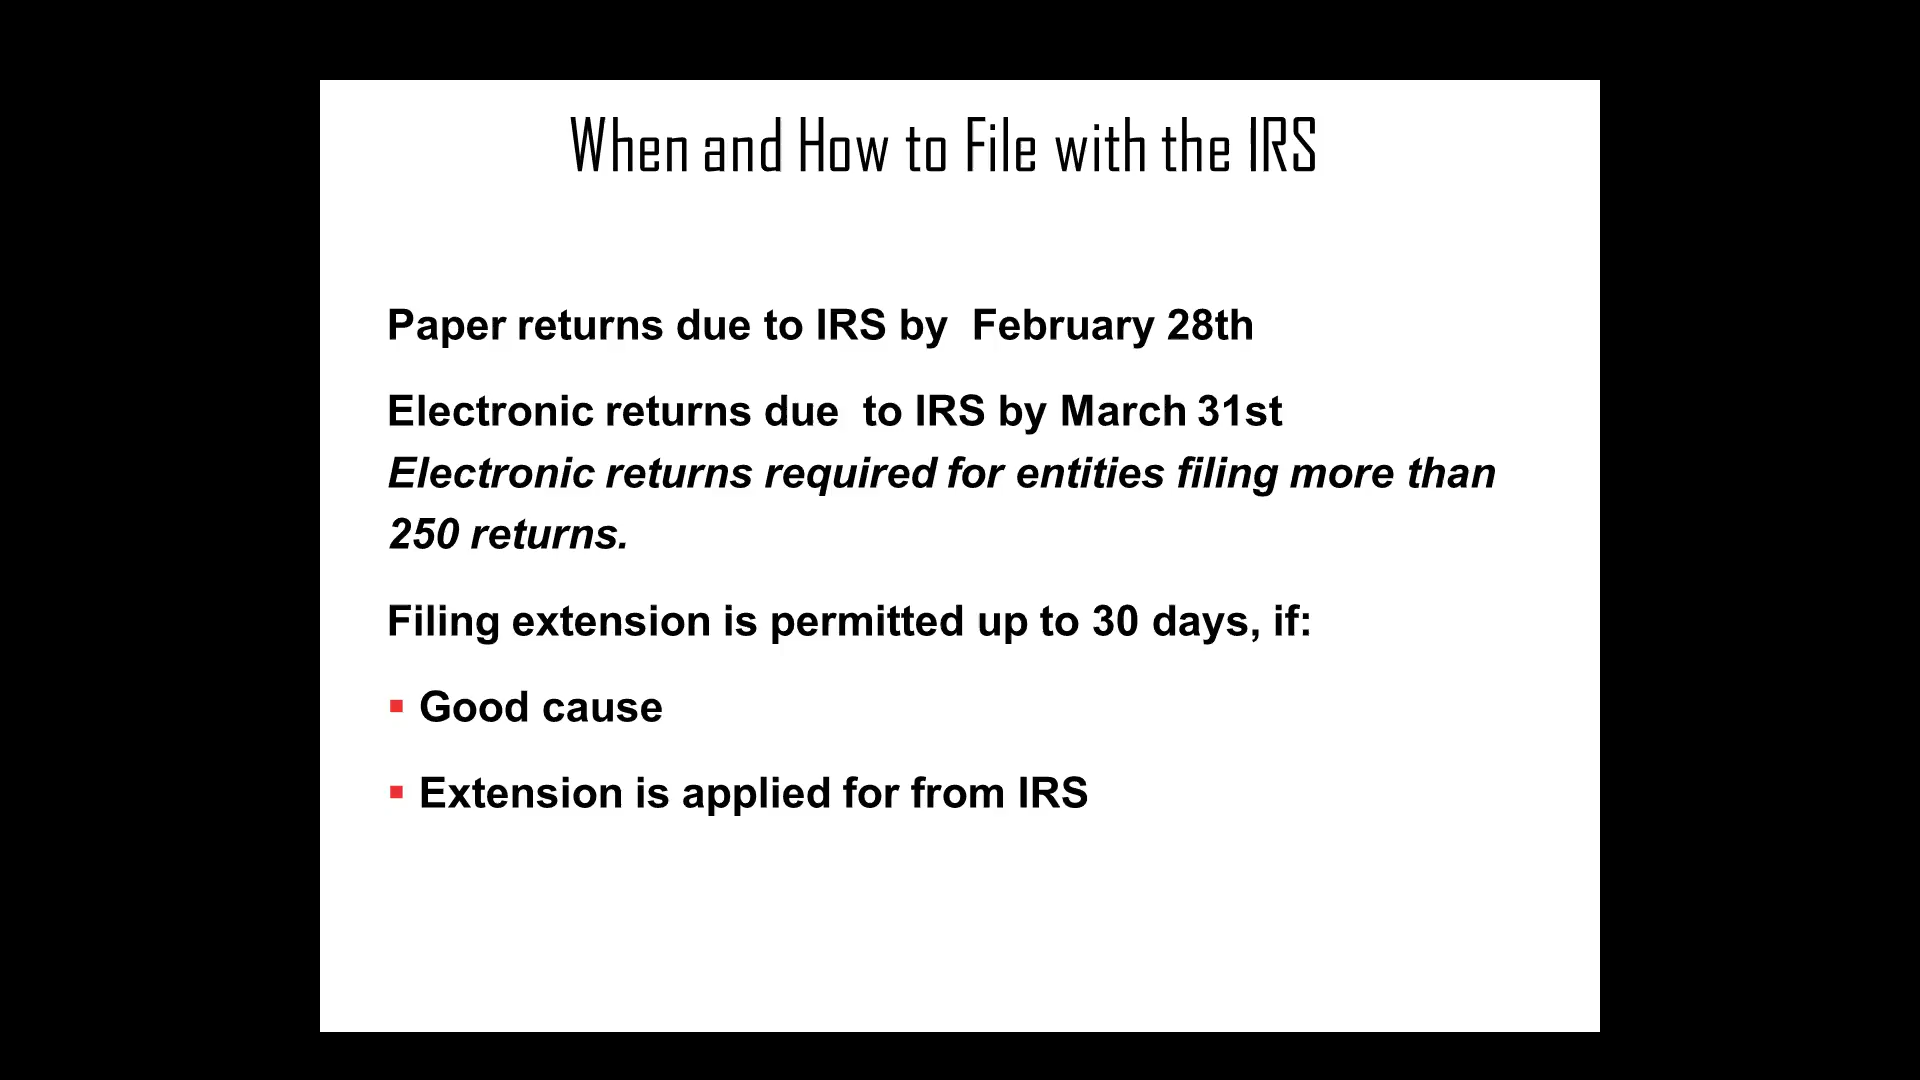 When and How to File with the IRS
Paper returns due to IRS by  February 28th
Electronic returns due  to IRS by March 31st
Electronic returns required for entities filing more than
250 returns.
Filing extension is permitted up to 30 days, if:
▪ Good cause
▪ Extension is applied for from IRS